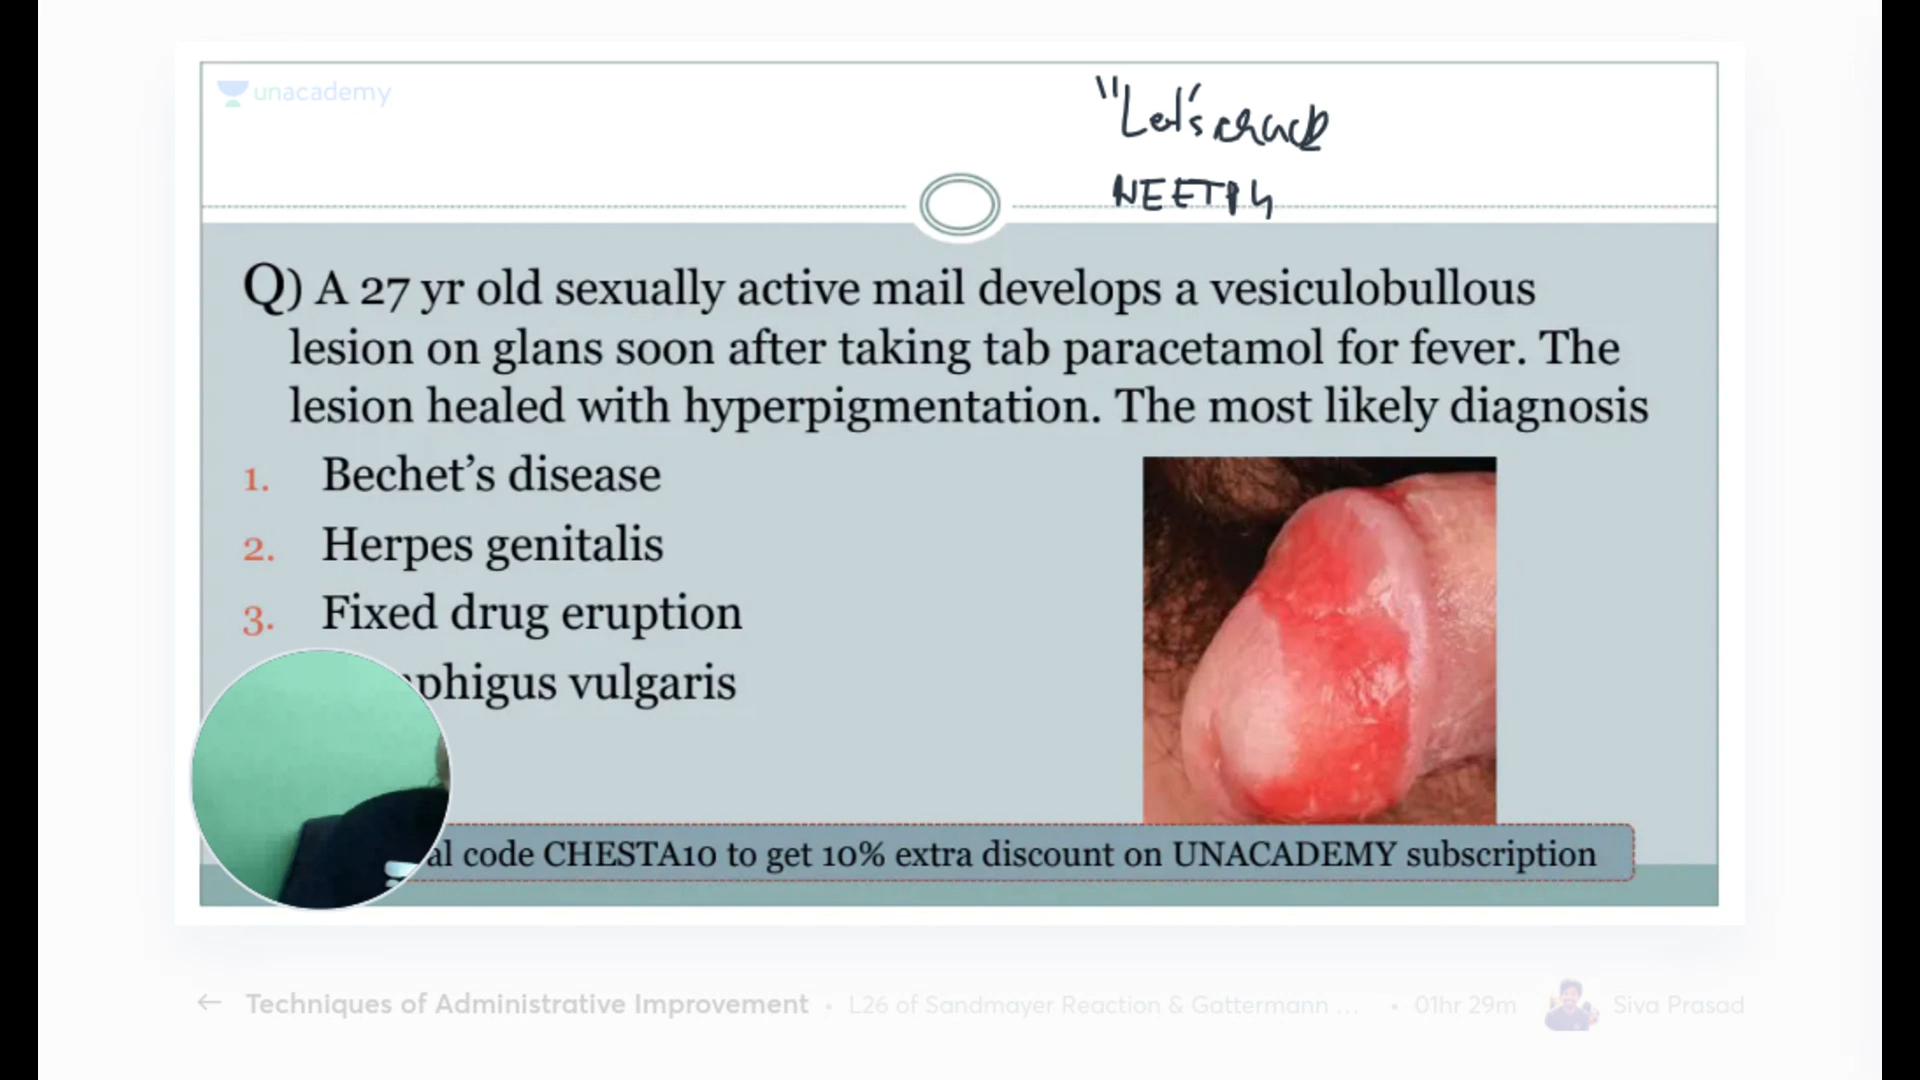 unacademy
"Let's crack
NEETPG
Q) A 27 yr old sexually active mail develops a vesiculobullous
lesion on glans soon after taking tab paracetamol for fever. The
lesion healed with hyperpigmentation. The most likely diagnosis
1. Bechet’s disease
2. Herpes genitalis
3. Fixed drug eruption
phigus vulgaris
al code CHESTA10 to get 10% extra discount on UNACADEMY subscription
← Techniques of Administrative Improvement • L26 of Sandmayer Reaction & Gattermann ... • 01hr 29m Siva Prasad